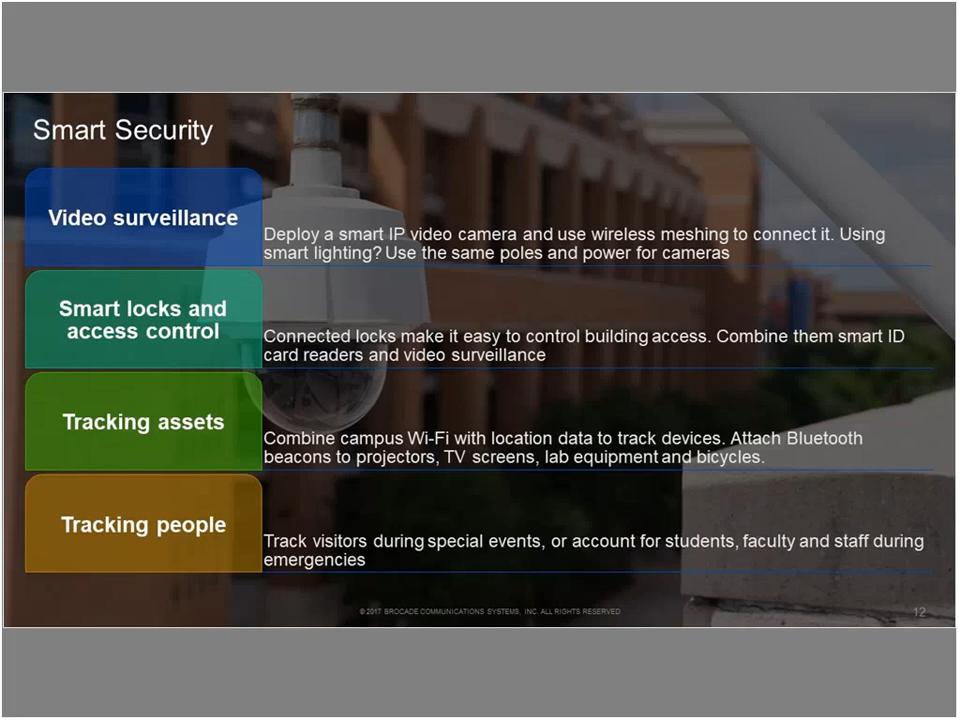 Smart Security
Video surveillance
Deploy a smart IP video camera and use wireless meshing to connect it. Using
smart lighting? Use the same poles and power for cameras
Smart locks and
access control
Connected locks make it easy to control building access. Combine them smart ID
card readers and video surveillance
Tracking assets
Combine campus Wi-Fi with location data to track devices. Attach Bluetooth
beacons to projectors, TV screens, lab equipment and bicycles.
Tracking people
Track visitors during special events, or account for students, faculty and staff during
emergencies
© 2017 BROCADE COMMUNICATIONS SYSTEMS, INC. ALL RIGHTS RESERVED
12